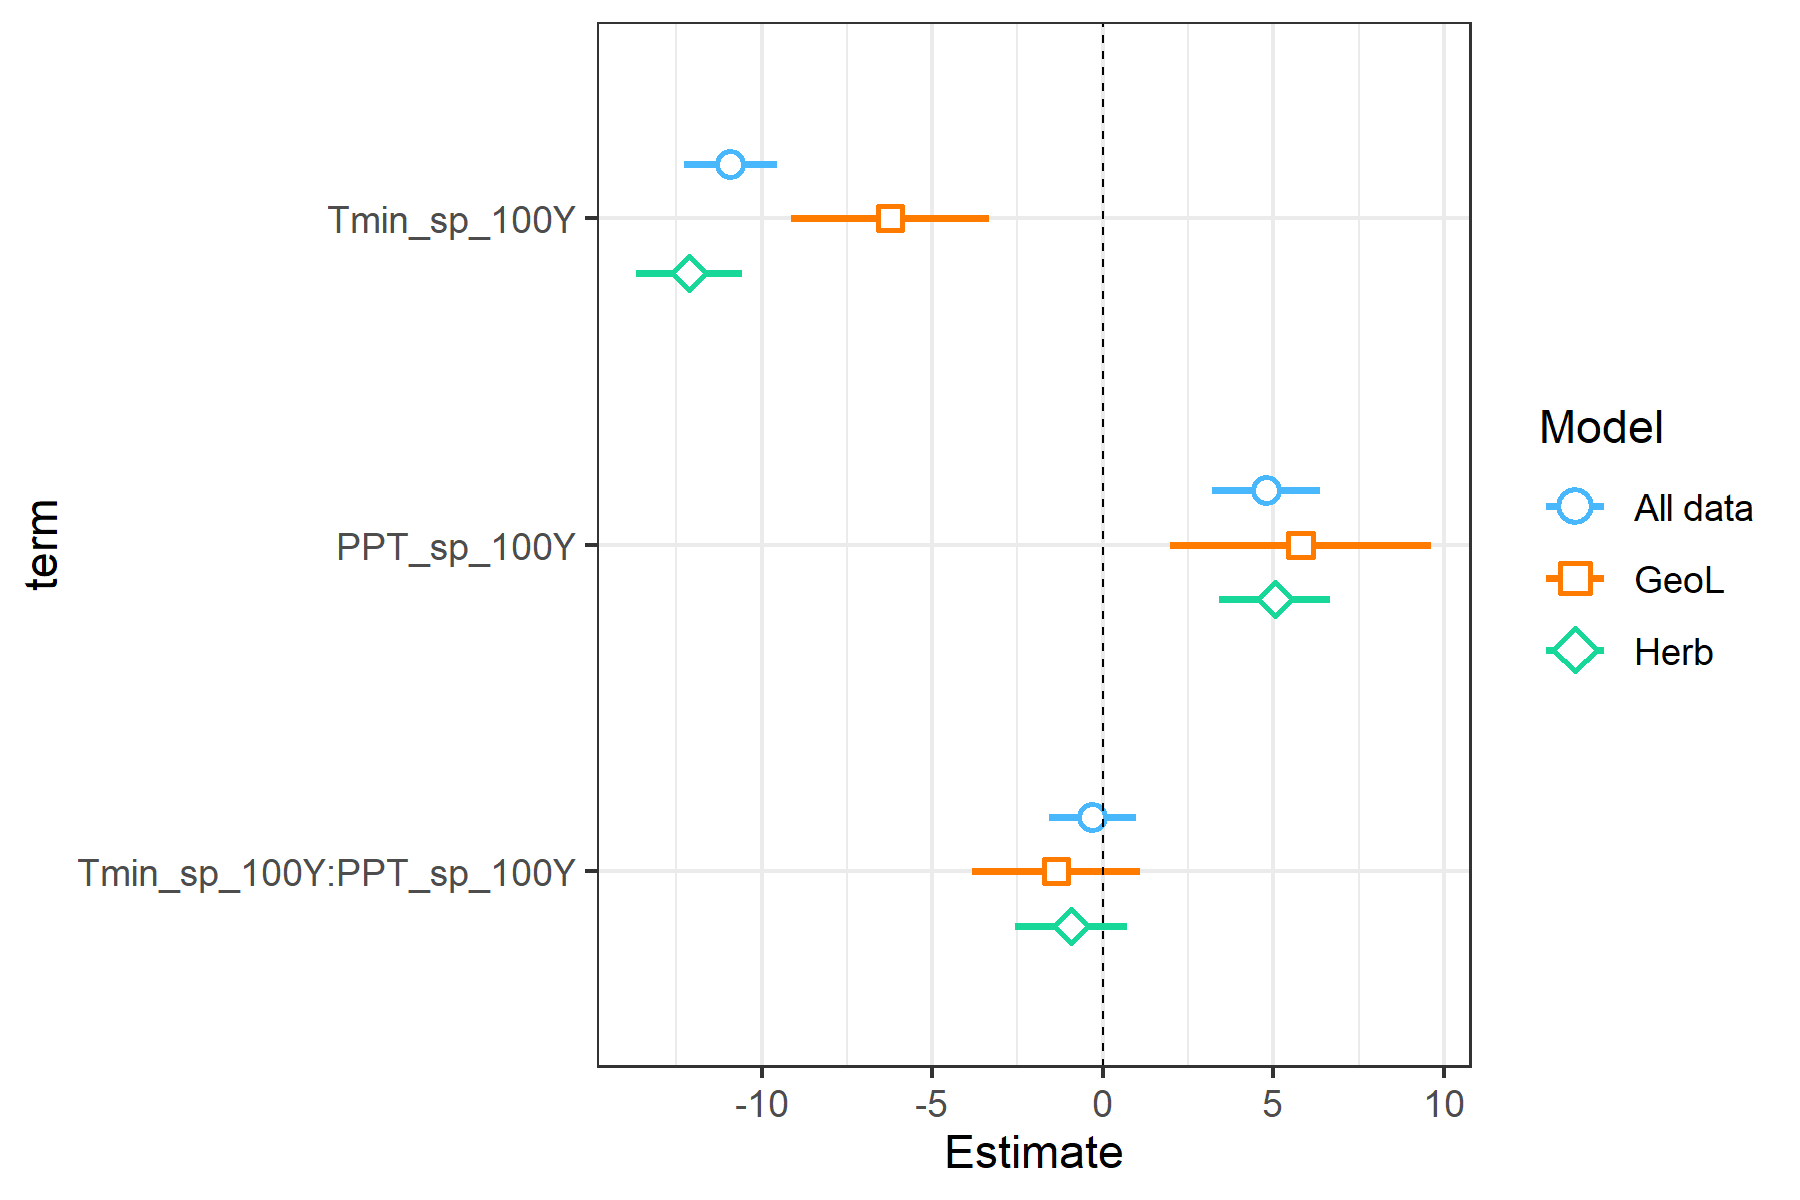 term
Tmin_sp_100Y
PPT_sp_100Y
Tmin_sp_100Y:PPT_sp_100Y
-10 -5 0 5 10
Estimate
Model
All data
GeoL
Herb